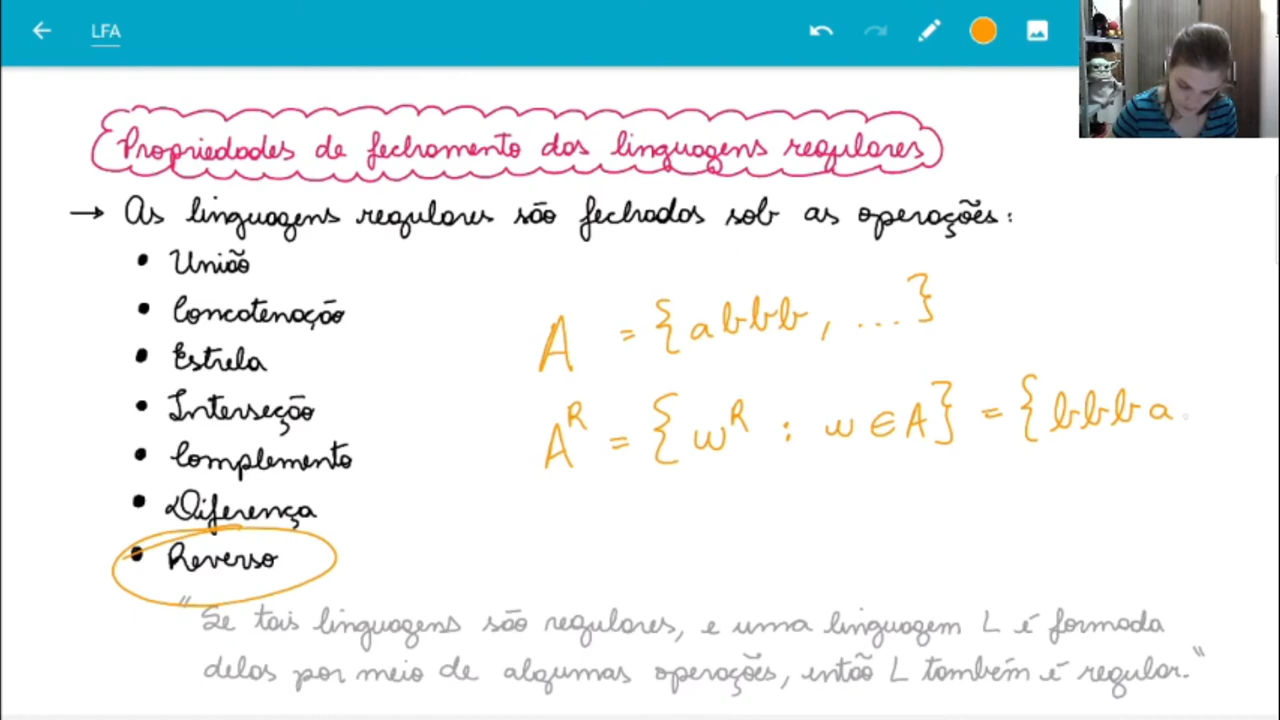 LFA
Propriedades de fechamento das linguagens regulares
→ As linguagens regulares são fechadas sob as operações:
• União
• Concatenação
• Estrela
• Interseção
• Complemento
• Diferença
• Reverso
A = {abbb, ...}
A^R = {w^R : w ∈ A} = {bbba
"Se tais linguagens são regulares, e uma linguagem L é formada
delas por meio de algumas operações, então L também é regular."